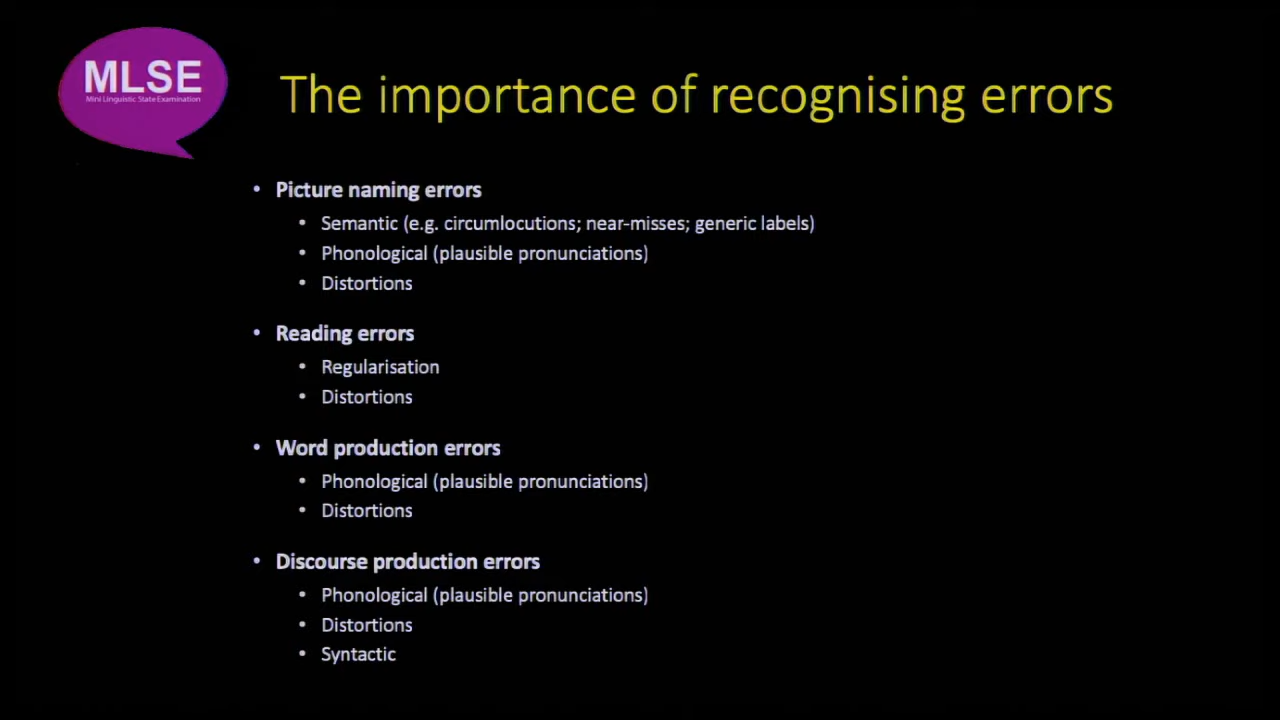 MLSE
Mini Linguistic State Examination
The importance of recognising errors
• Picture naming errors
• Semantic (e.g. circumlocutions; near-misses; generic labels)
• Phonological (plausible pronunciations)
• Distortions
• Reading errors
• Regularisation
• Distortions
• Word production errors
• Phonological (plausible pronunciations)
• Distortions
• Discourse production errors
• Phonological (plausible pronunciations)
• Distortions
• Syntactic